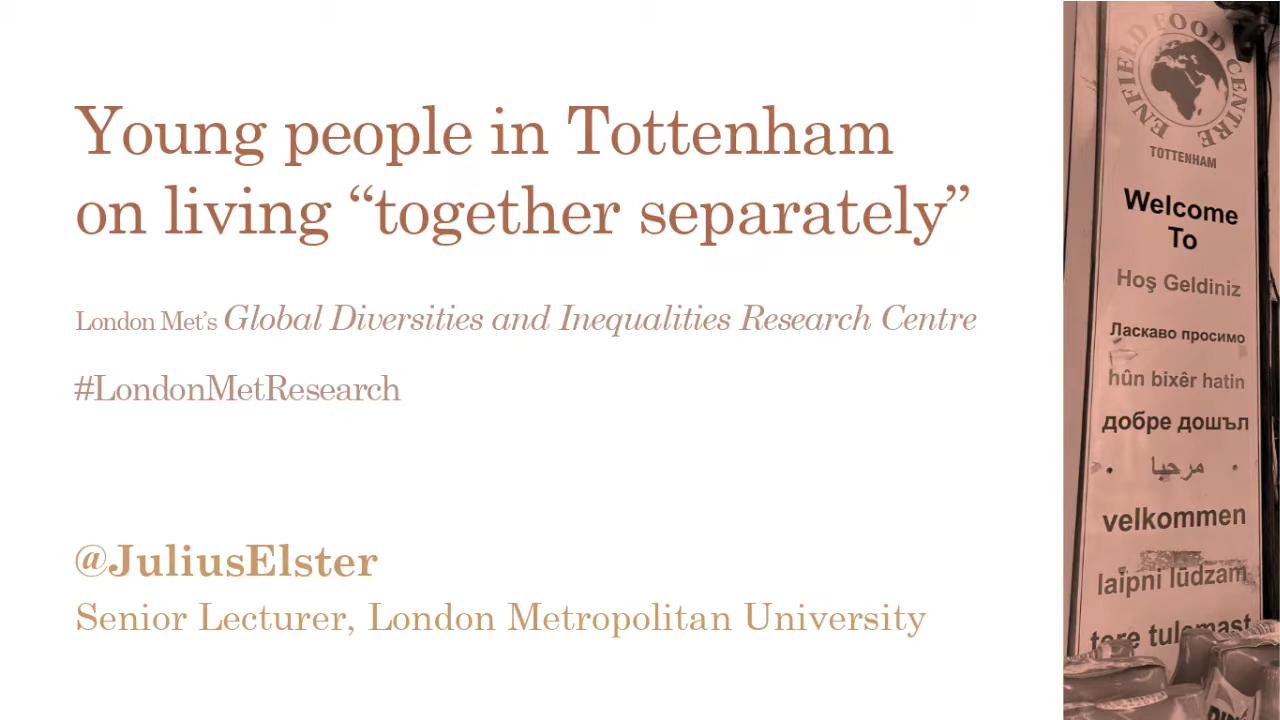 Young people in Tottenham
on living “together separately”
London Met’s Global Diversities and Inequalities Research Centre
#LondonMetResearch
@JuliusElster
Senior Lecturer, London Metropolitan University
ENFIELD FOOD CENTRE
TOTTENHAM
Welcome
To
Hoş Geldiniz
Ласкаво просимо
hûn bixêr hatin
добре дошъл
مرحبا
velkommen
laipni lūdzam
tere tulemast